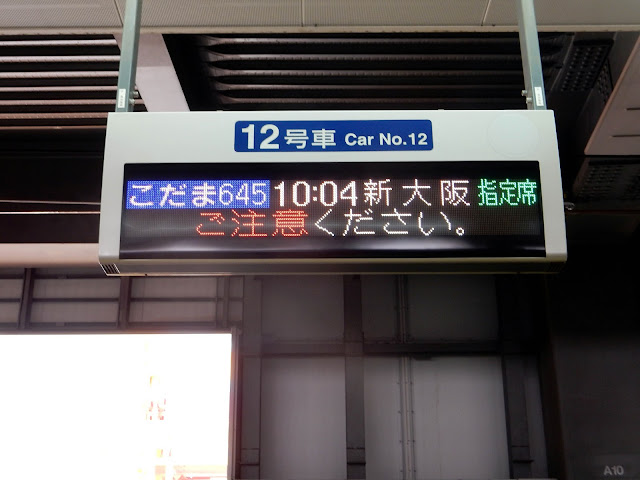 12号車 Car No.12
こだま645 10:04 新大阪 指定席
ご注意ください。
A10